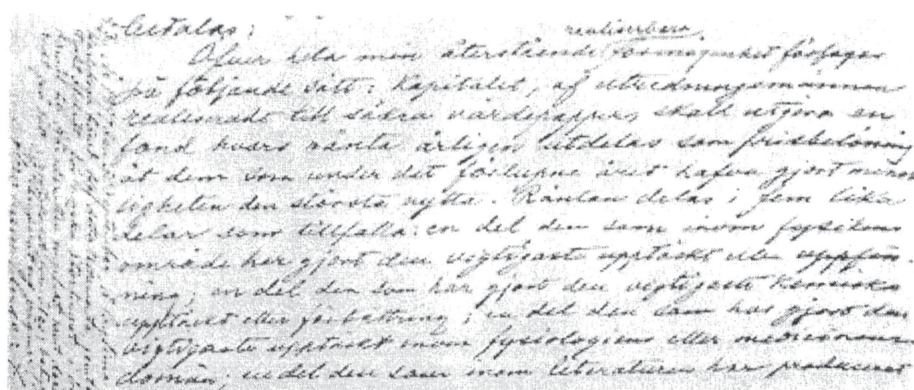 utdelas;
realiserbara
Öfver hela min återstående förmögenhet förfogas
på följande sätt: Kapitalet, af utredningsmännen
realiserade till säkra värdepapper, skall utgöra en
fond hvars ränta årligen utdelas som prisbelöning
åt dem som under det förlupne året hafva gjort mensk-
ligheten den största nytta. Räntan delas i fem lika
delar som tillfalla: en del den som inom fysikens
område har gjort den vigtigaste upptäckt eller uppfin-
ning; en del den som har gjort den vigtigaste kemiska
upptäckt eller förbättring; en del den som har gjort den
vigtigaste upptäckt inom fysiologiens eller medicinens
domän; en del den som inom literaturen har producerat